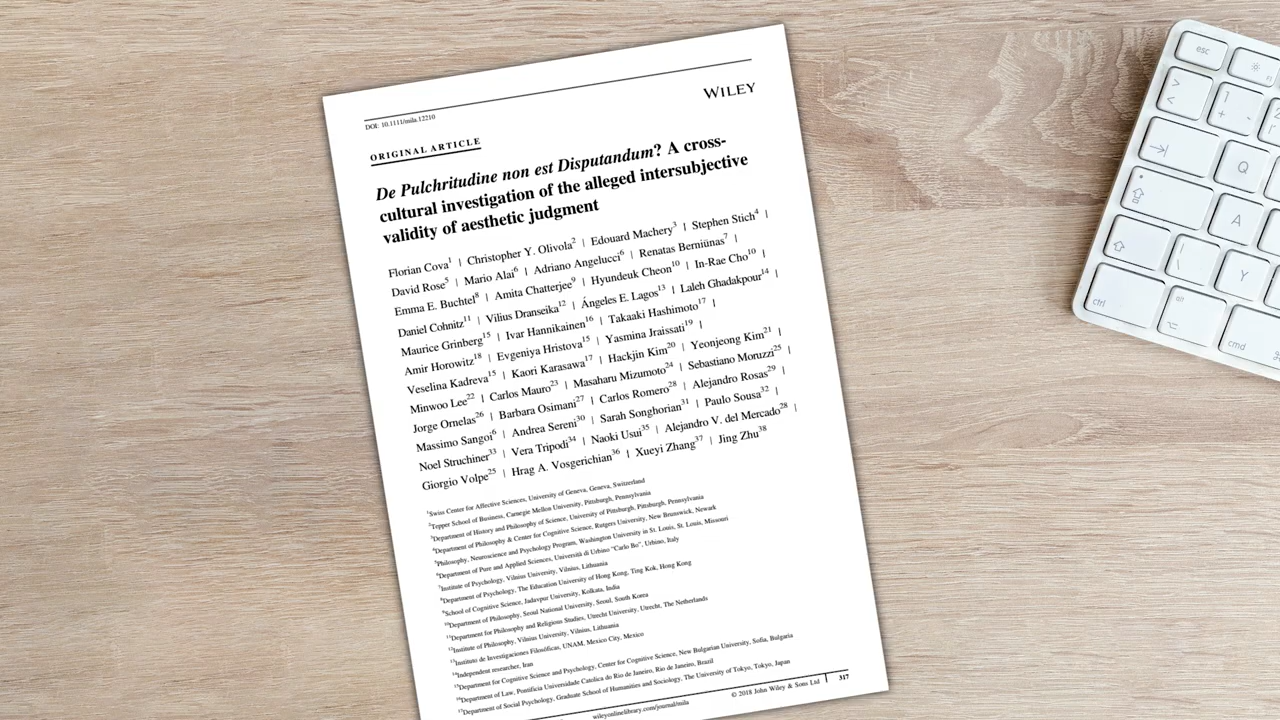 DOI: 10.1111/mila.12210
WILEY
ORIGINAL ARTICLE
De Pulchritudine non est Disputandum? A cross-
cultural investigation of the alleged intersubjective
validity of aesthetic judgment
Florian Cova1 | Christopher Y. Olivola2 | Edouard Machery3 | Stephen Stich4 |
David Rose5 | Mario Alai6 | Adriano Angelucci6 | Renatas Berniūnas7 |
Emma E. Buchtel8 | Amita Chatterjee9 | Hyundeuk Cheon10 | In-Rae Cho10 |
Daniel Cohnitz11 | Vilius Dranseika12 | Ángeles E. Lagos13 | Laleh Ghadakpour14 |
Maurice Grinberg15 | Ivar Hannikainen16 | Takaaki Hashimoto17 |
Amir Horowitz18 | Evgeniya Hristova15 | Yasmina Jraissati19 |
Veselina Kadreva15 | Kaori Karasawa17 | Hackjin Kim20 | Yeonjeong Kim21 |
Minwoo Lee22 | Carlos Mauro23 | Masaharu Mizumoto24 | Sebastiano Moruzzi25 |
Jorge Ornelas26 | Barbara Osimani27 | Carlos Romero28 | Alejandro Rosas29 |
Massimo Sangoi6 | Andrea Sereni30 | Sarah Songhorian31 | Paulo Sousa32 |
Noel Struchiner33 | Vera Tripodi34 | Naoki Usui35 | Alejandro V. del Mercado28 |
Giorgio Volpe25 | Hrag A. Vosgerichian36 | Xueyi Zhang37 | Jing Zhu38
1Swiss Center for Affective Sciences, University of Geneva, Geneva, Switzerland
2Tepper School of Business, Carnegie Mellon University, Pittsburgh, Pennsylvania
3Department of History and Philosophy of Science, University of Pittsburgh, Pittsburgh, Pennsylvania
4Department of Philosophy & Center for Cognitive Science, Rutgers University, New Brunswick, Newark
5Philosophy, Neuroscience and Psychology Program, Washington University in St. Louis, St. Louis, Missouri
6Department of Pure and Applied Sciences, Università di Urbino "Carlo Bo", Urbino, Italy
7Institute of Psychology, Vilnius University, Vilnius, Lithuania
8Department of Psychology, The Education University of Hong Kong, Ting Kok, Hong Kong
9School of Cognitive Science, Jadavpur University, Kolkata, India
10Department of Philosophy, Seoul National University, Seoul, South Korea
11Department for Philosophy and Religious Studies, Utrecht University, Utrecht, The Netherlands
12Institute of Philosophy, Vilnius University, Vilnius, Lithuania
13Instituto de Investigaciones Filosóficas, UNAM, Mexico City, Mexico
14Independent researcher, Iran
15Department for Cognitive Science and Psychology, Center for Cognitive Science, New Bulgarian University, Sofia, Bulgaria
16Department of Law, Pontificia Universidade Catolica do Rio de Janeiro, Rio de Janeiro, Brazil
17Department of Social Psychology, Graduate School of Humanities and Sociology, The University of Tokyo, Tokyo, Japan
wileyonlinelibrary.com/journal/mila
© 2018 John Wiley & Sons Ltd
317
esc
Q
A
Y
ctrl
alt
cmd